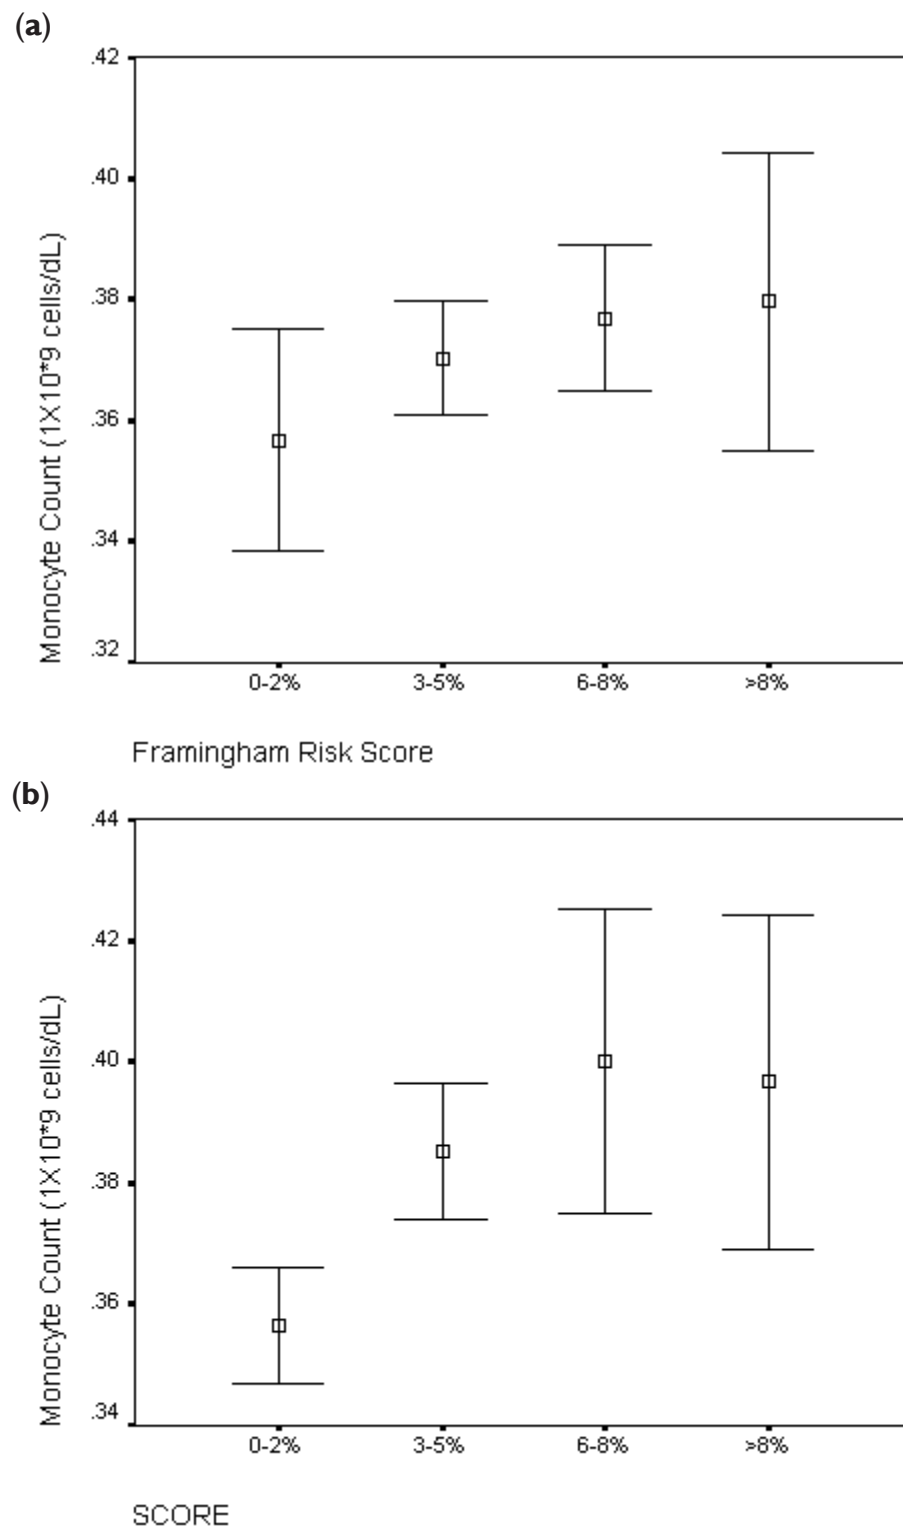 (a)
Monocyte Count (1X10*9 cells/dL)
.42
.40
.38
.36
.34
.32
0-2% 3-5% 6-8% >8%
Framingham Risk Score
(b)
Monocyte Count (1X10*9 cells/dL)
.44
.42
.40
.38
.36
.34
0-2% 3-5% 6-8% >8%
SCORE